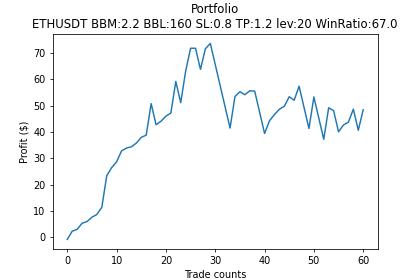 Portfolio
ETHUSDT BBM:2.2 BBL:160 SL:0.8 TP:1.2 lev:20 WinRatio:67.0
Profit ($)
70
60
50
40
30
20
10
0
0 10 20 30 40 50 60
Trade counts